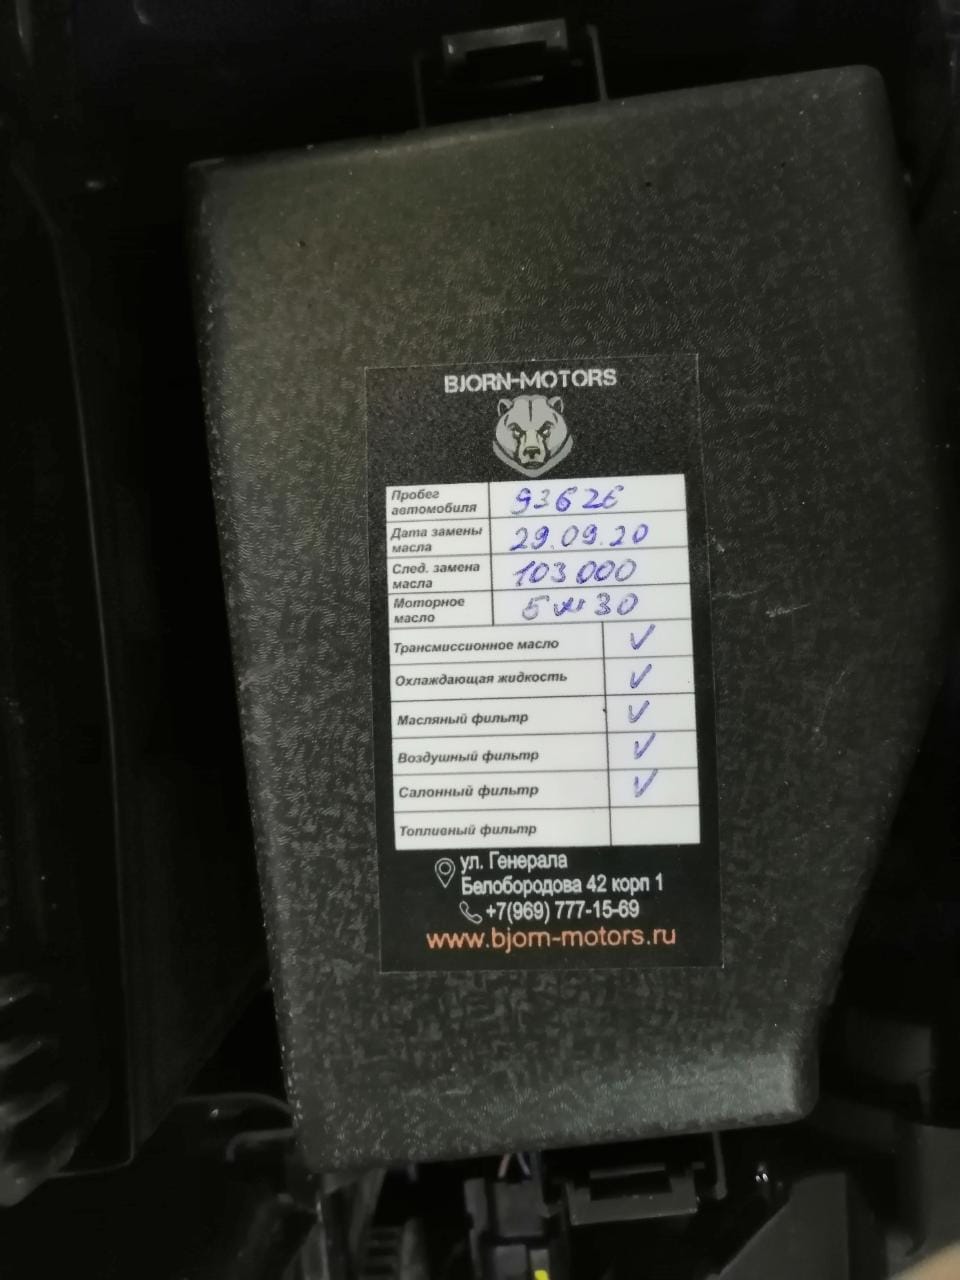 BJORN-MOTORS
Пробег автомобиля 93626
Дата замены масла 29.09.20
След. замена масла 103000
Моторное масло 5w30
Трансмиссионное масло ✓
Охлаждающая жидкость ✓
Масляный фильтр ✓
Воздушный фильтр ✓
Салонный фильтр ✓
Топливный фильтр
ул. Генерала
Белобородова 42 корп 1
+7(969) 777-15-69
www.bjorn-motors.ru